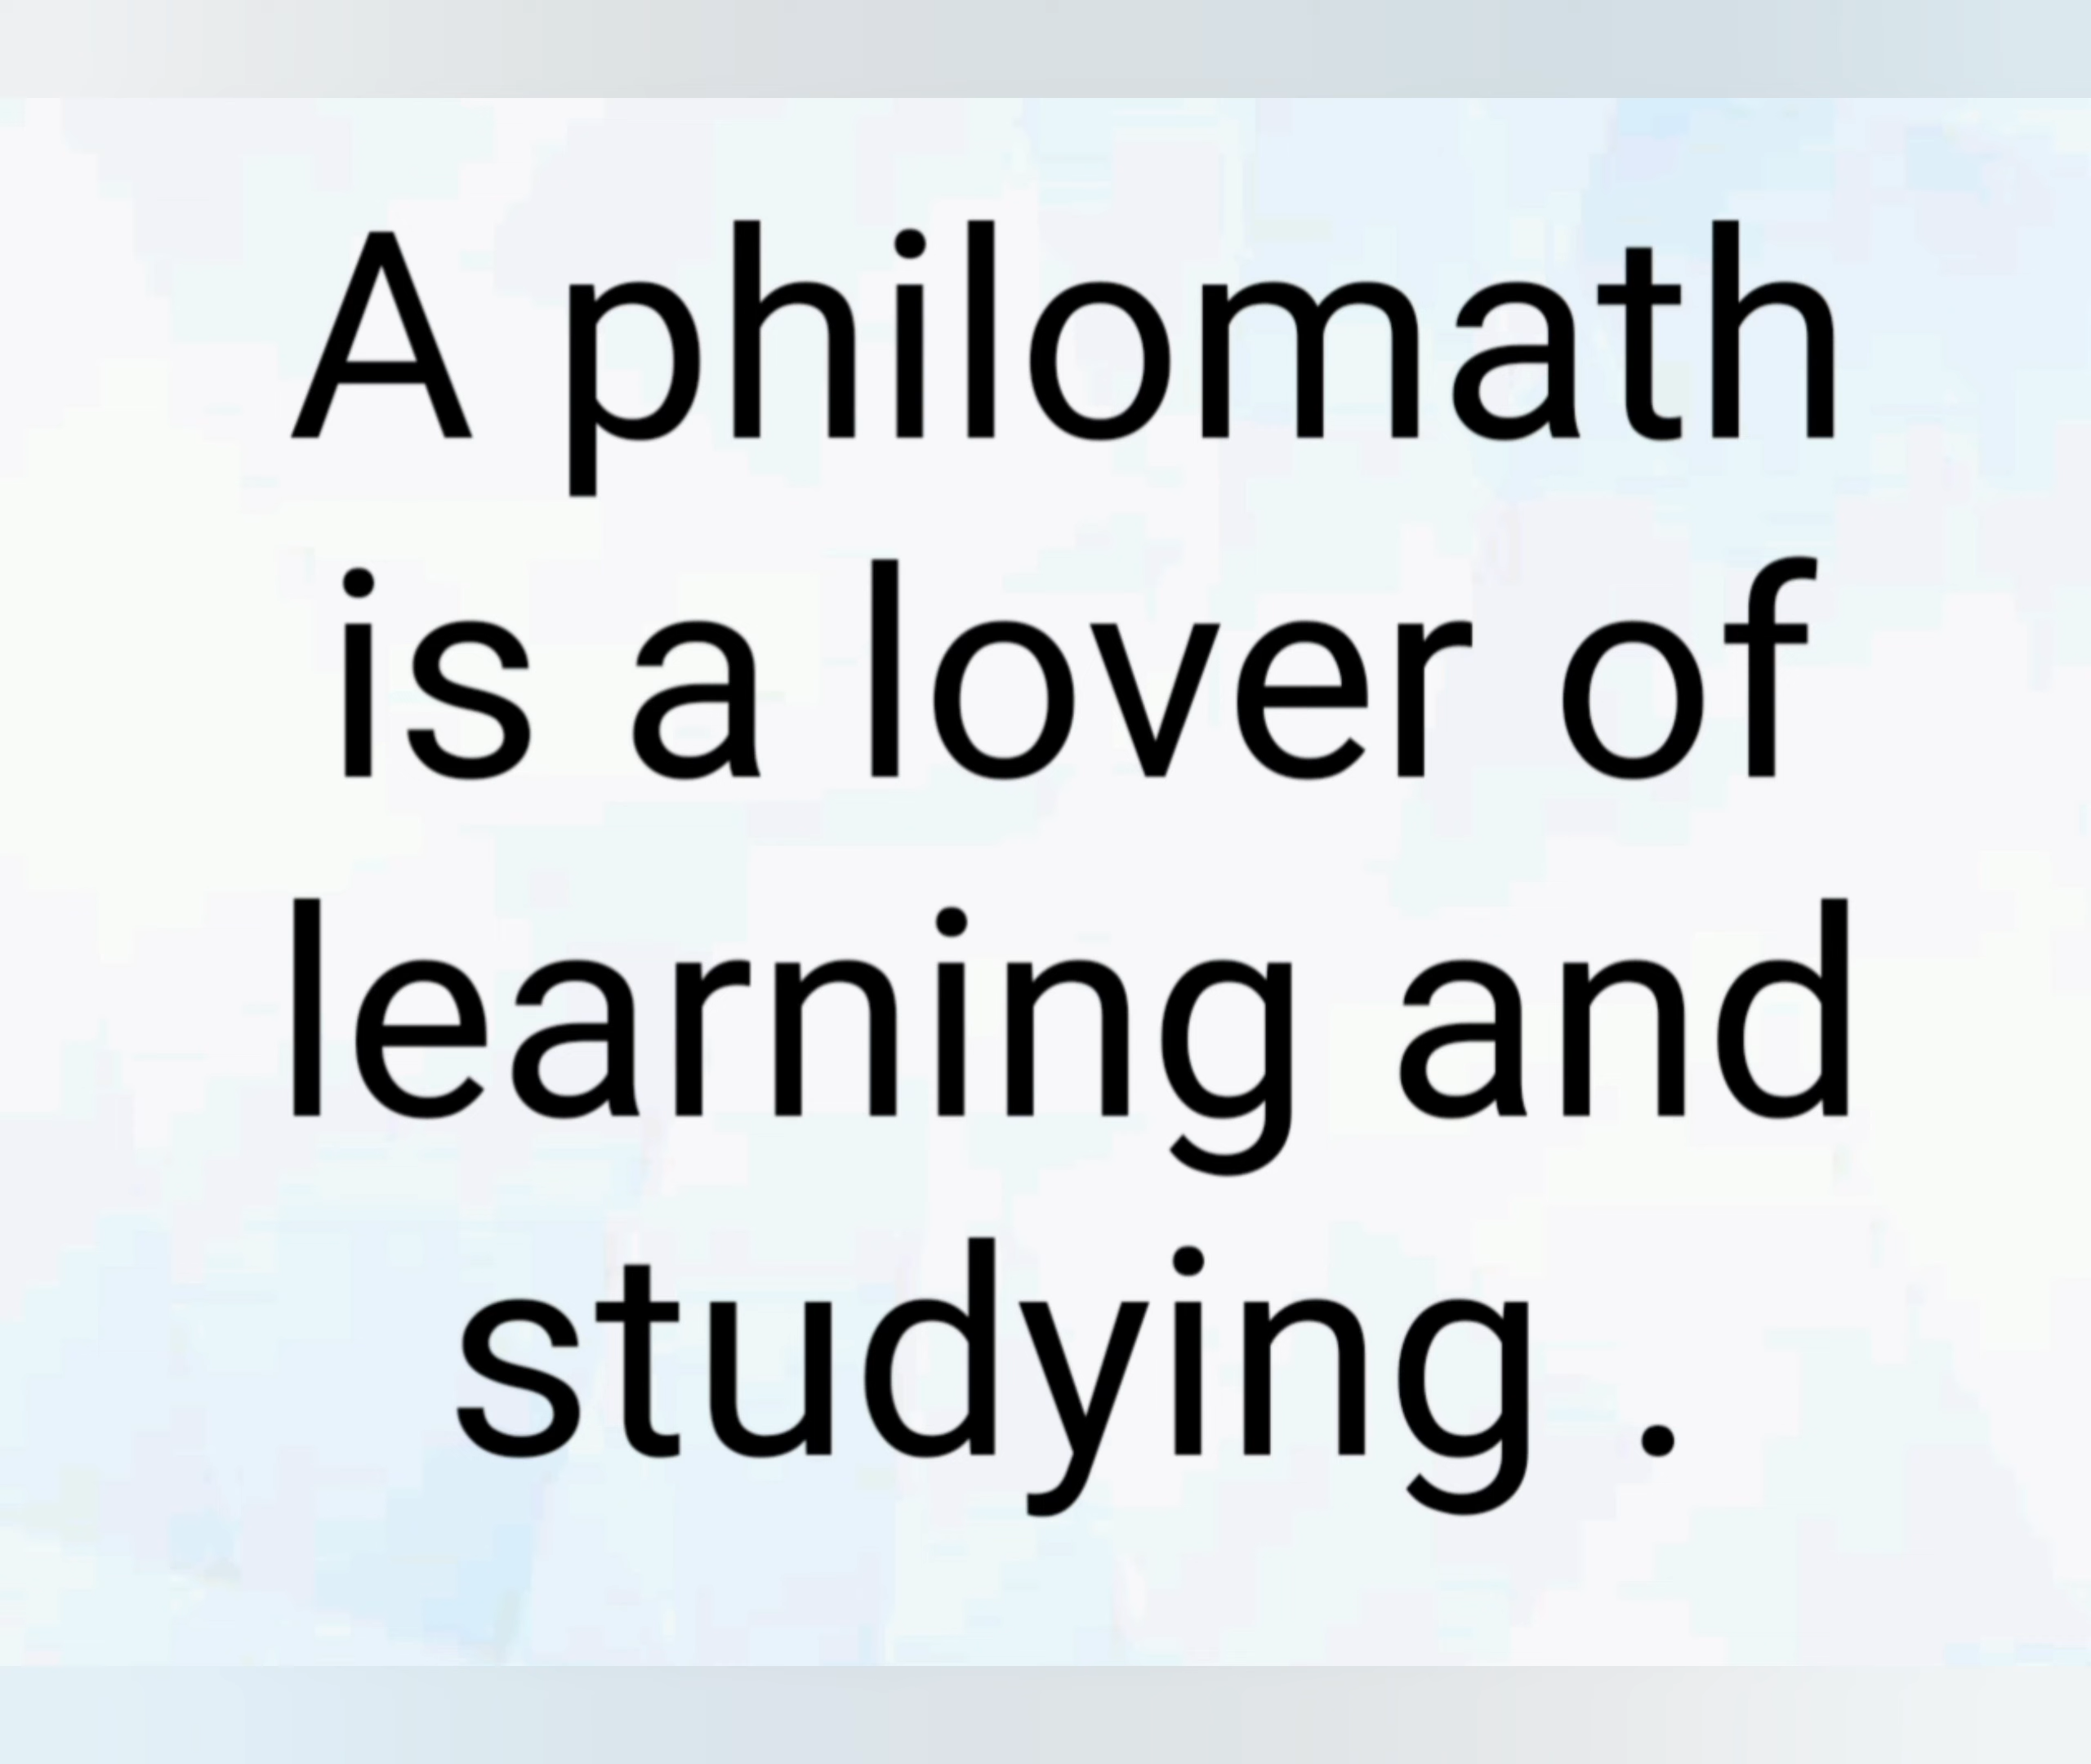 A philomath
is a lover of
learning and
studying .